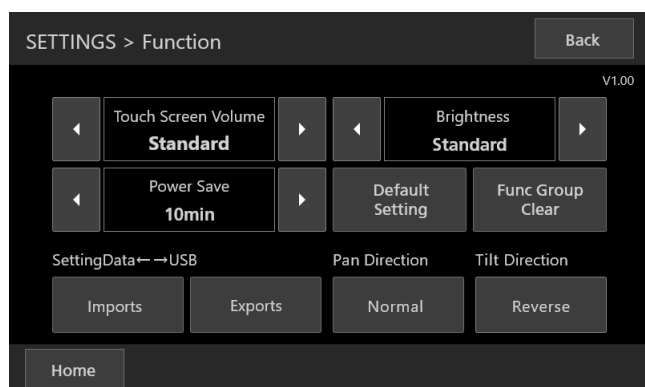 SETTINGS > Function
Back
V1.00
Touch Screen Volume
Standard
Brightness
Standard
Power Save
10min
Default
Setting
Func Group
Clear
SettingData←→USB
Pan Direction
Tilt Direction
Imports
Exports
Normal
Reverse
Home